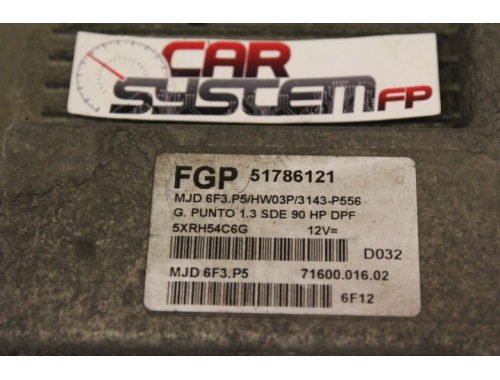 CAR
SYSTEM FP
FGP 51786121
MJD 6F3.P5/HW03P/3143-P556
G. PUNTO 1.3 SDE 90 HP DPF
5XRH54C6G 12V=
D032
MJD 6F3.P5 71600.016.02
6F12